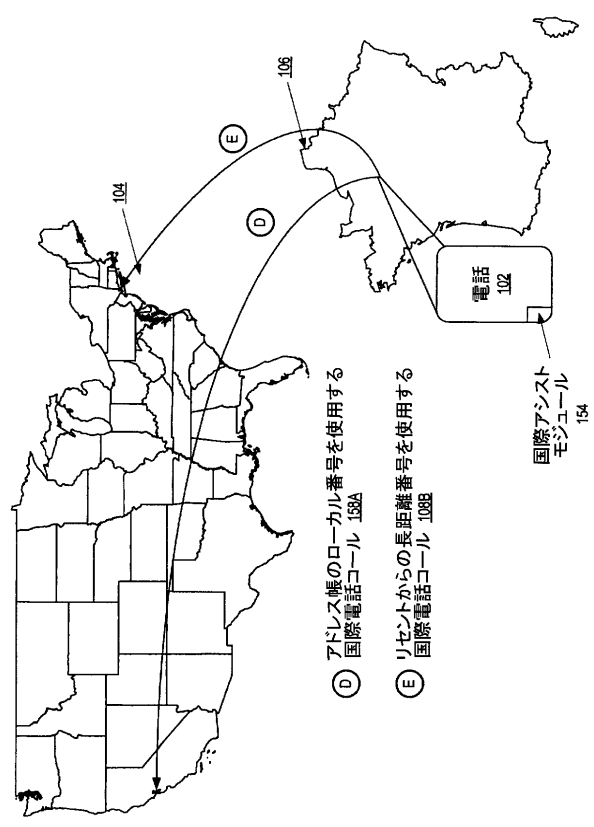 104
E
106
D
電話
102
国際アシスト
モジュール
154
D アドレス帳のローカル番号を使用する
国際電話コール 158A
E リセントからの長距離番号を使用する
国際電話コール 108B